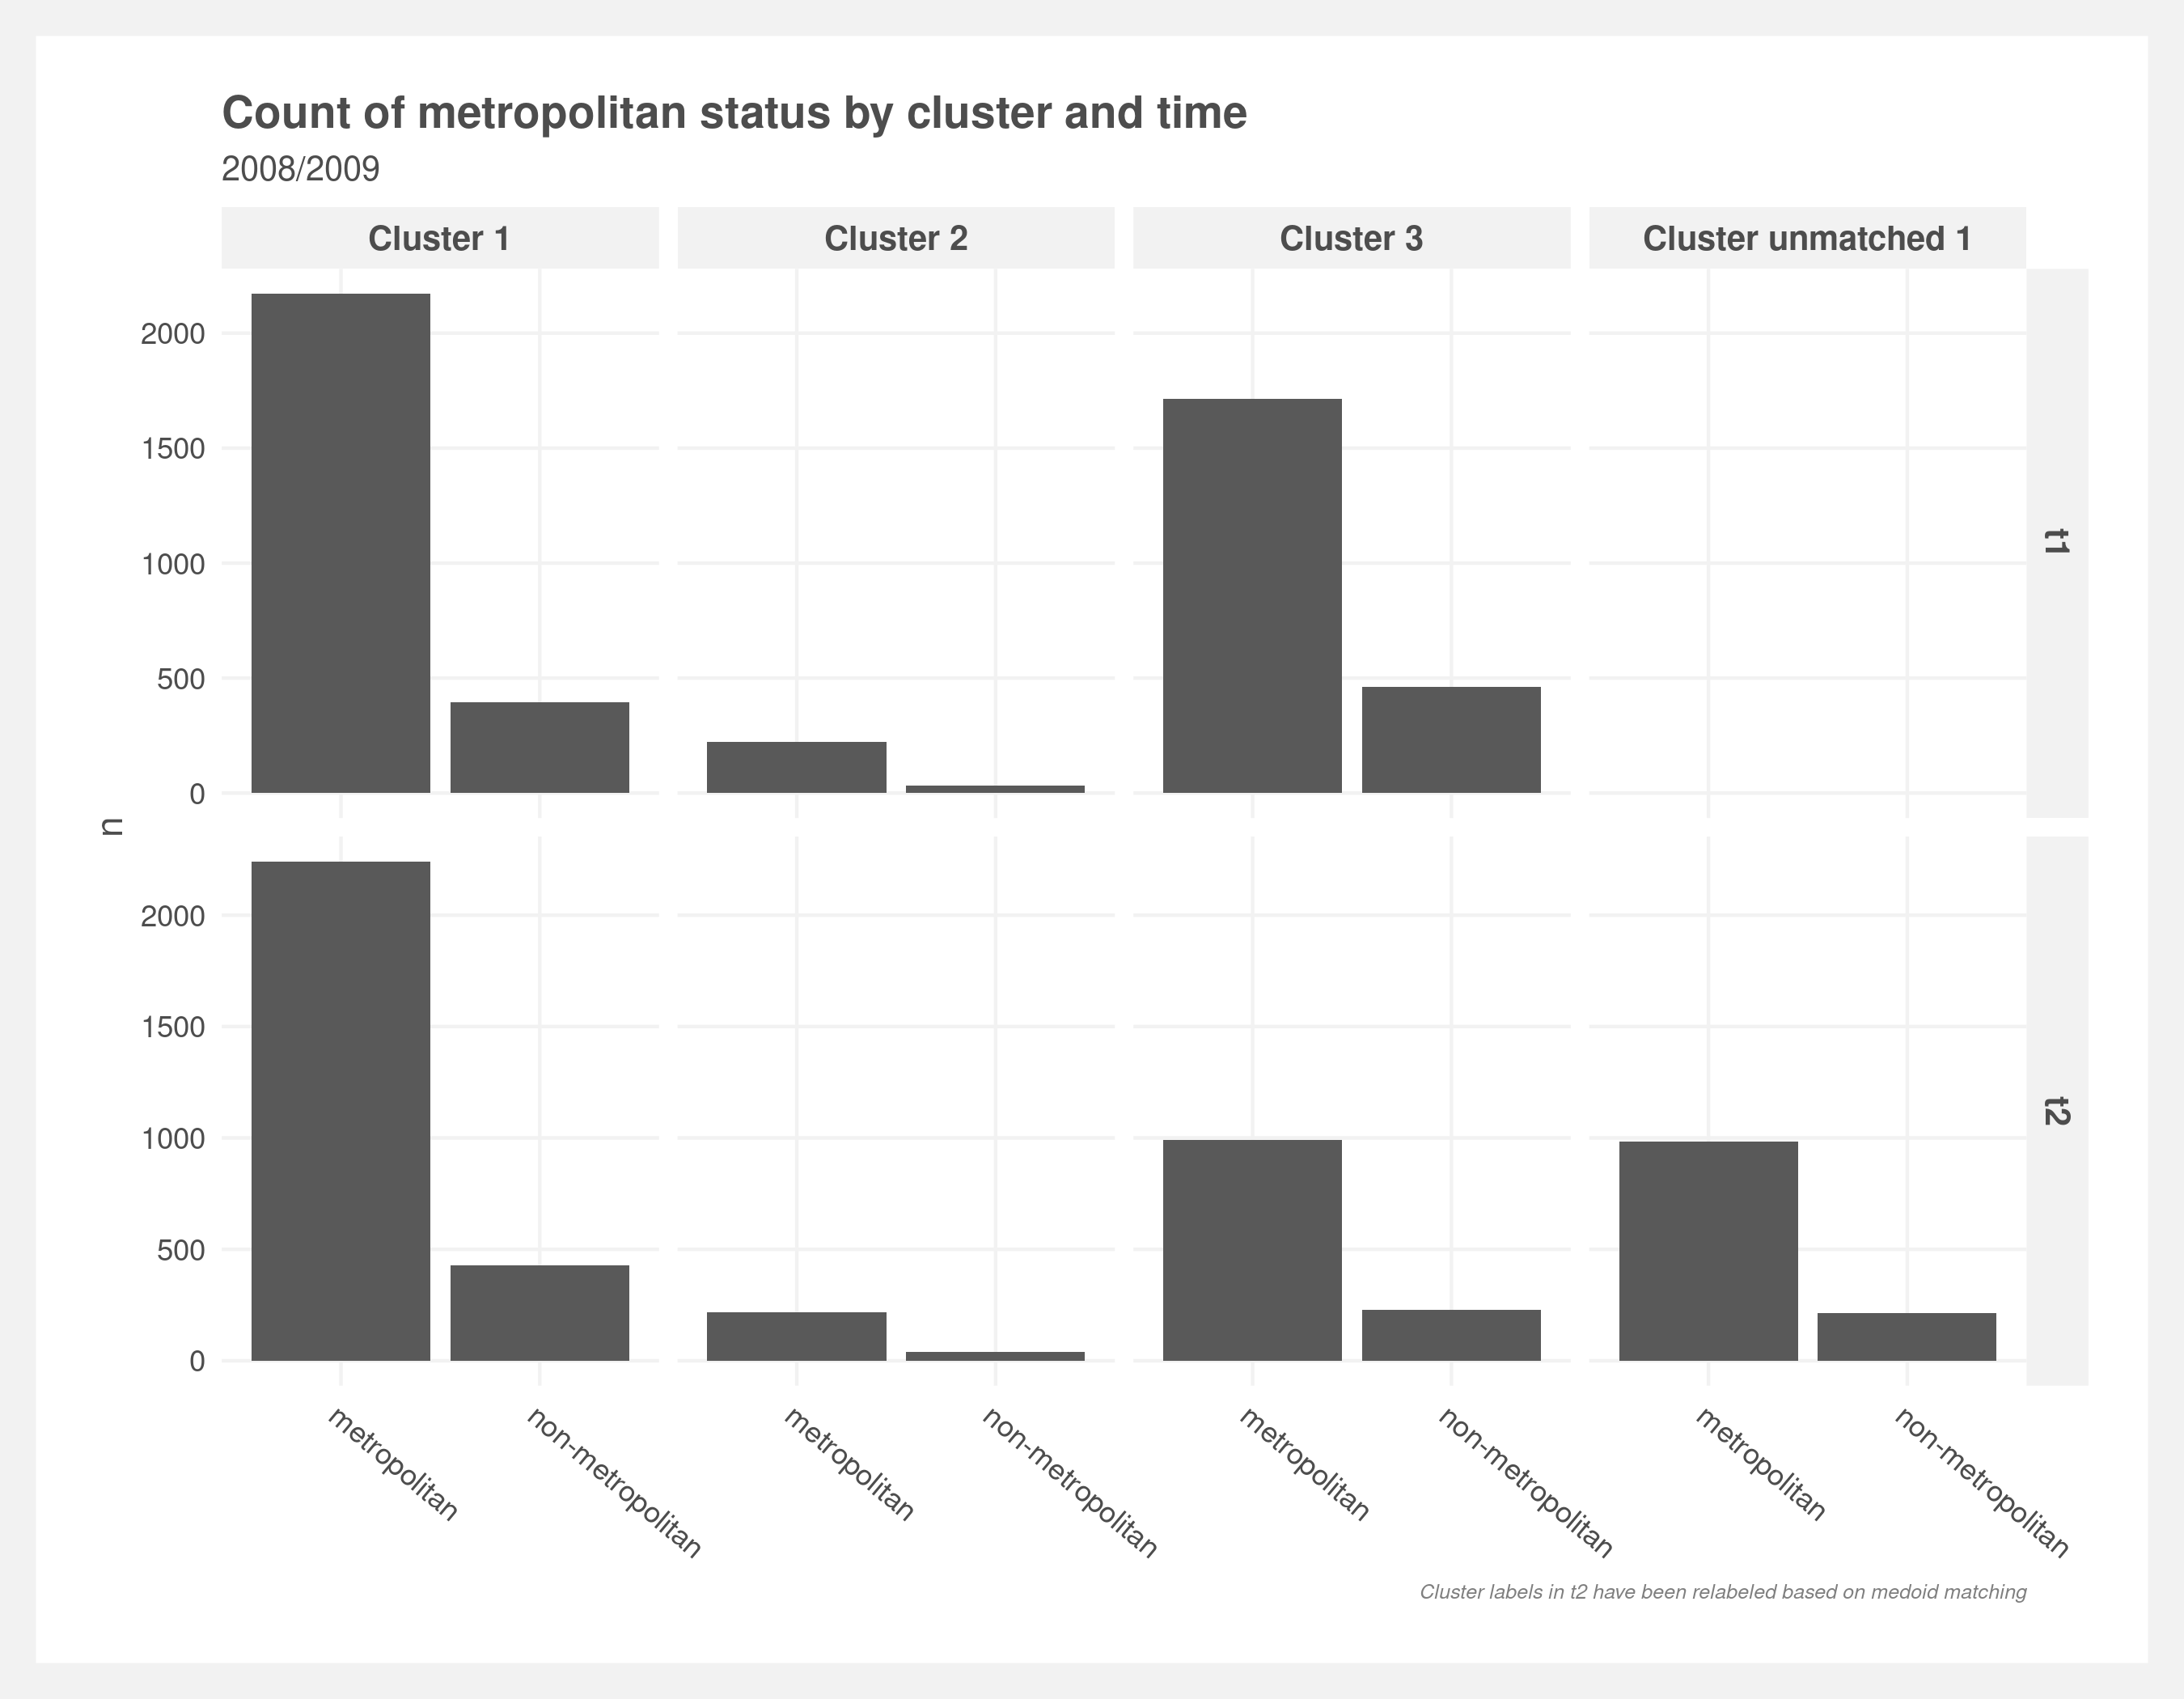 Count of metropolitan status by cluster and time
2008/2009
Cluster 1
Cluster 2
Cluster 3
Cluster unmatched 1
2000
1500
1000
500
0
t1
n
2000
1500
1000
500
0
t2
metropolitan
non-metropolitan
metropolitan
non-metropolitan
metropolitan
non-metropolitan
metropolitan
non-metropolitan
Cluster labels in t2 have been relabeled based on medoid matching